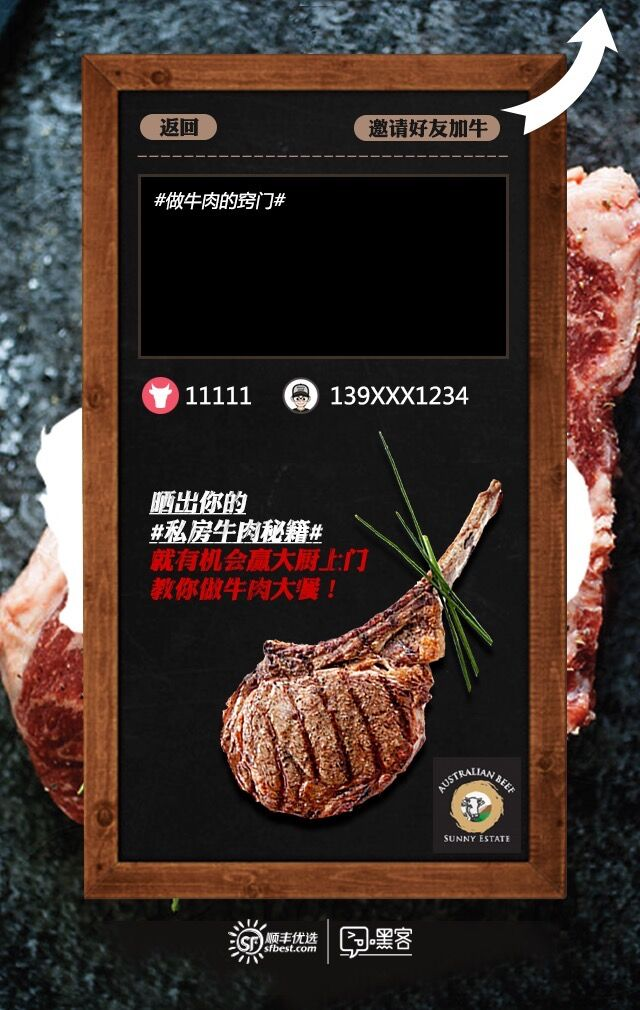 返回
邀请好友加牛
#做牛肉的窍门#
11111
139XXX1234
晒出你的
#私房牛肉秘籍#
就有机会赢大厨上门
教你做牛肉大餐！
AUSTRALIAN BEEF
SUNNY ESTATE
SF
顺丰优选
sfbest.com
嘿客